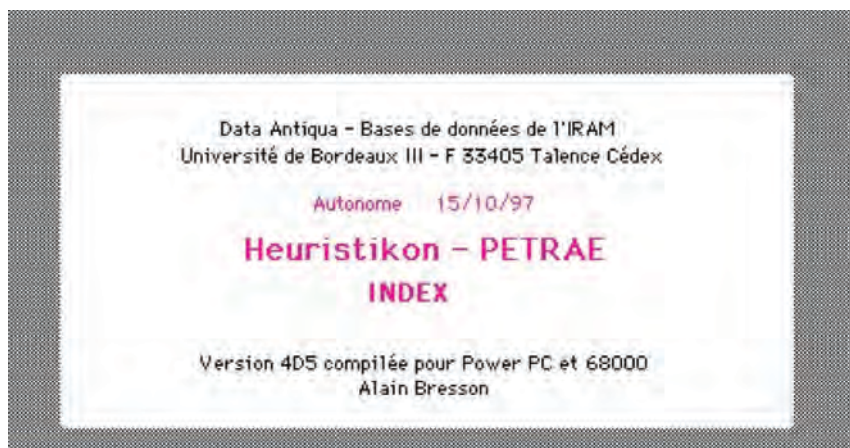 Data Antiqua - Bases de données de l'IRAM
Université de Bordeaux III - F 33405 Talence Cédex
Autonome 15/10/97
Heuristikon - PETRAE
INDEX
Version 4D5 compilée pour Power PC et 68000
Alain Bresson